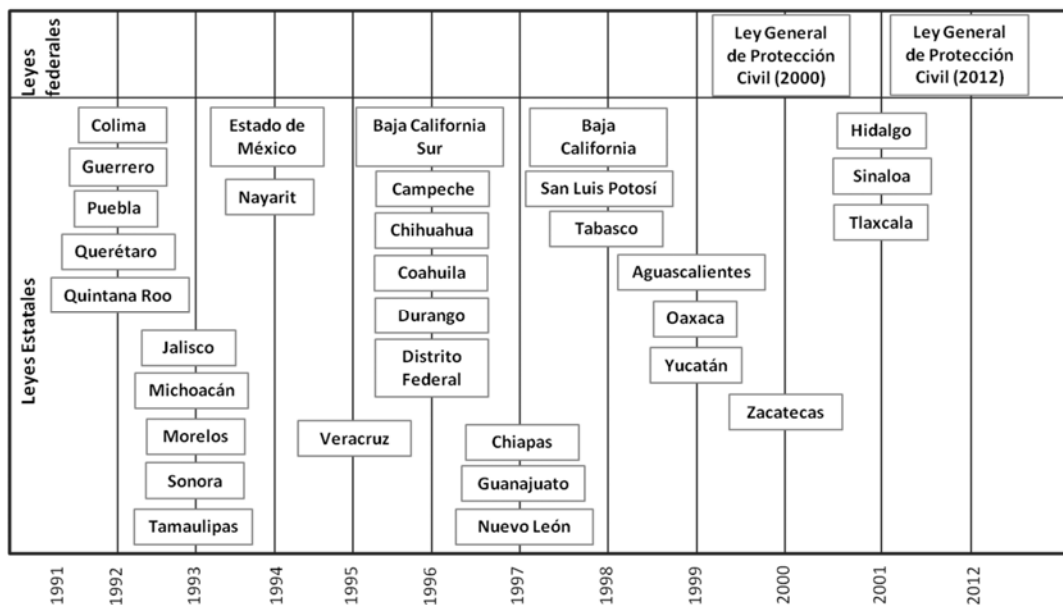 Leyes
federales
Ley General
de Protección
Civil (2000)
Ley General
de Protección
Civil (2012)
Leyes Estatales
Colima
Guerrero
Puebla
Querétaro
Quintana Roo
Jalisco
Michoacán
Morelos
Sonora
Tamaulipas
Estado de
México
Nayarit
Veracruz
Baja California
Sur
Campeche
Chihuahua
Coahuila
Durango
Distrito
Federal
Chiapas
Guanajuato
Nuevo León
Baja
California
San Luis Potosí
Tabasco
Aguascalientes
Oaxaca
Yucatán
Zacatecas
Hidalgo
Sinaloa
Tlaxcala
1991
1992
1993
1994
1995
1996
1997
1998
1999
2000
2001
2012